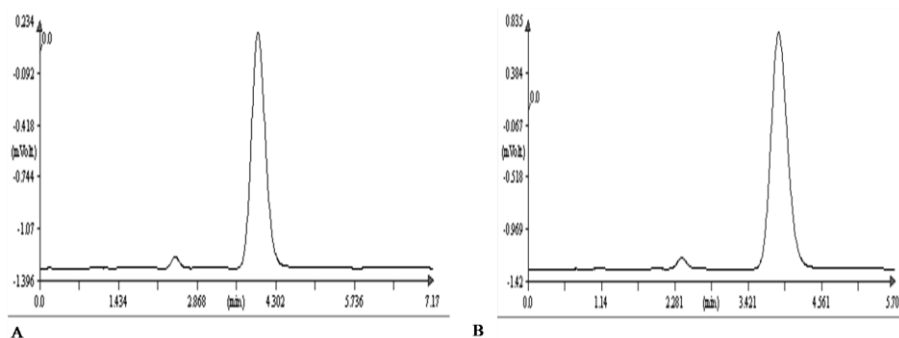 0.234
0.0
-0.092
-0.418
(mVolt)
-0.744
-1.07
-1.396
0.0 1.434 2.868 (min) 4.302 5.736 7.17
A
0.835
0.384
0.0
-0.067
(mVolt)
-0.518
-0.969
-1.42
0.0 1.14 2.281 (min) 3.421 4.561 5.70
B